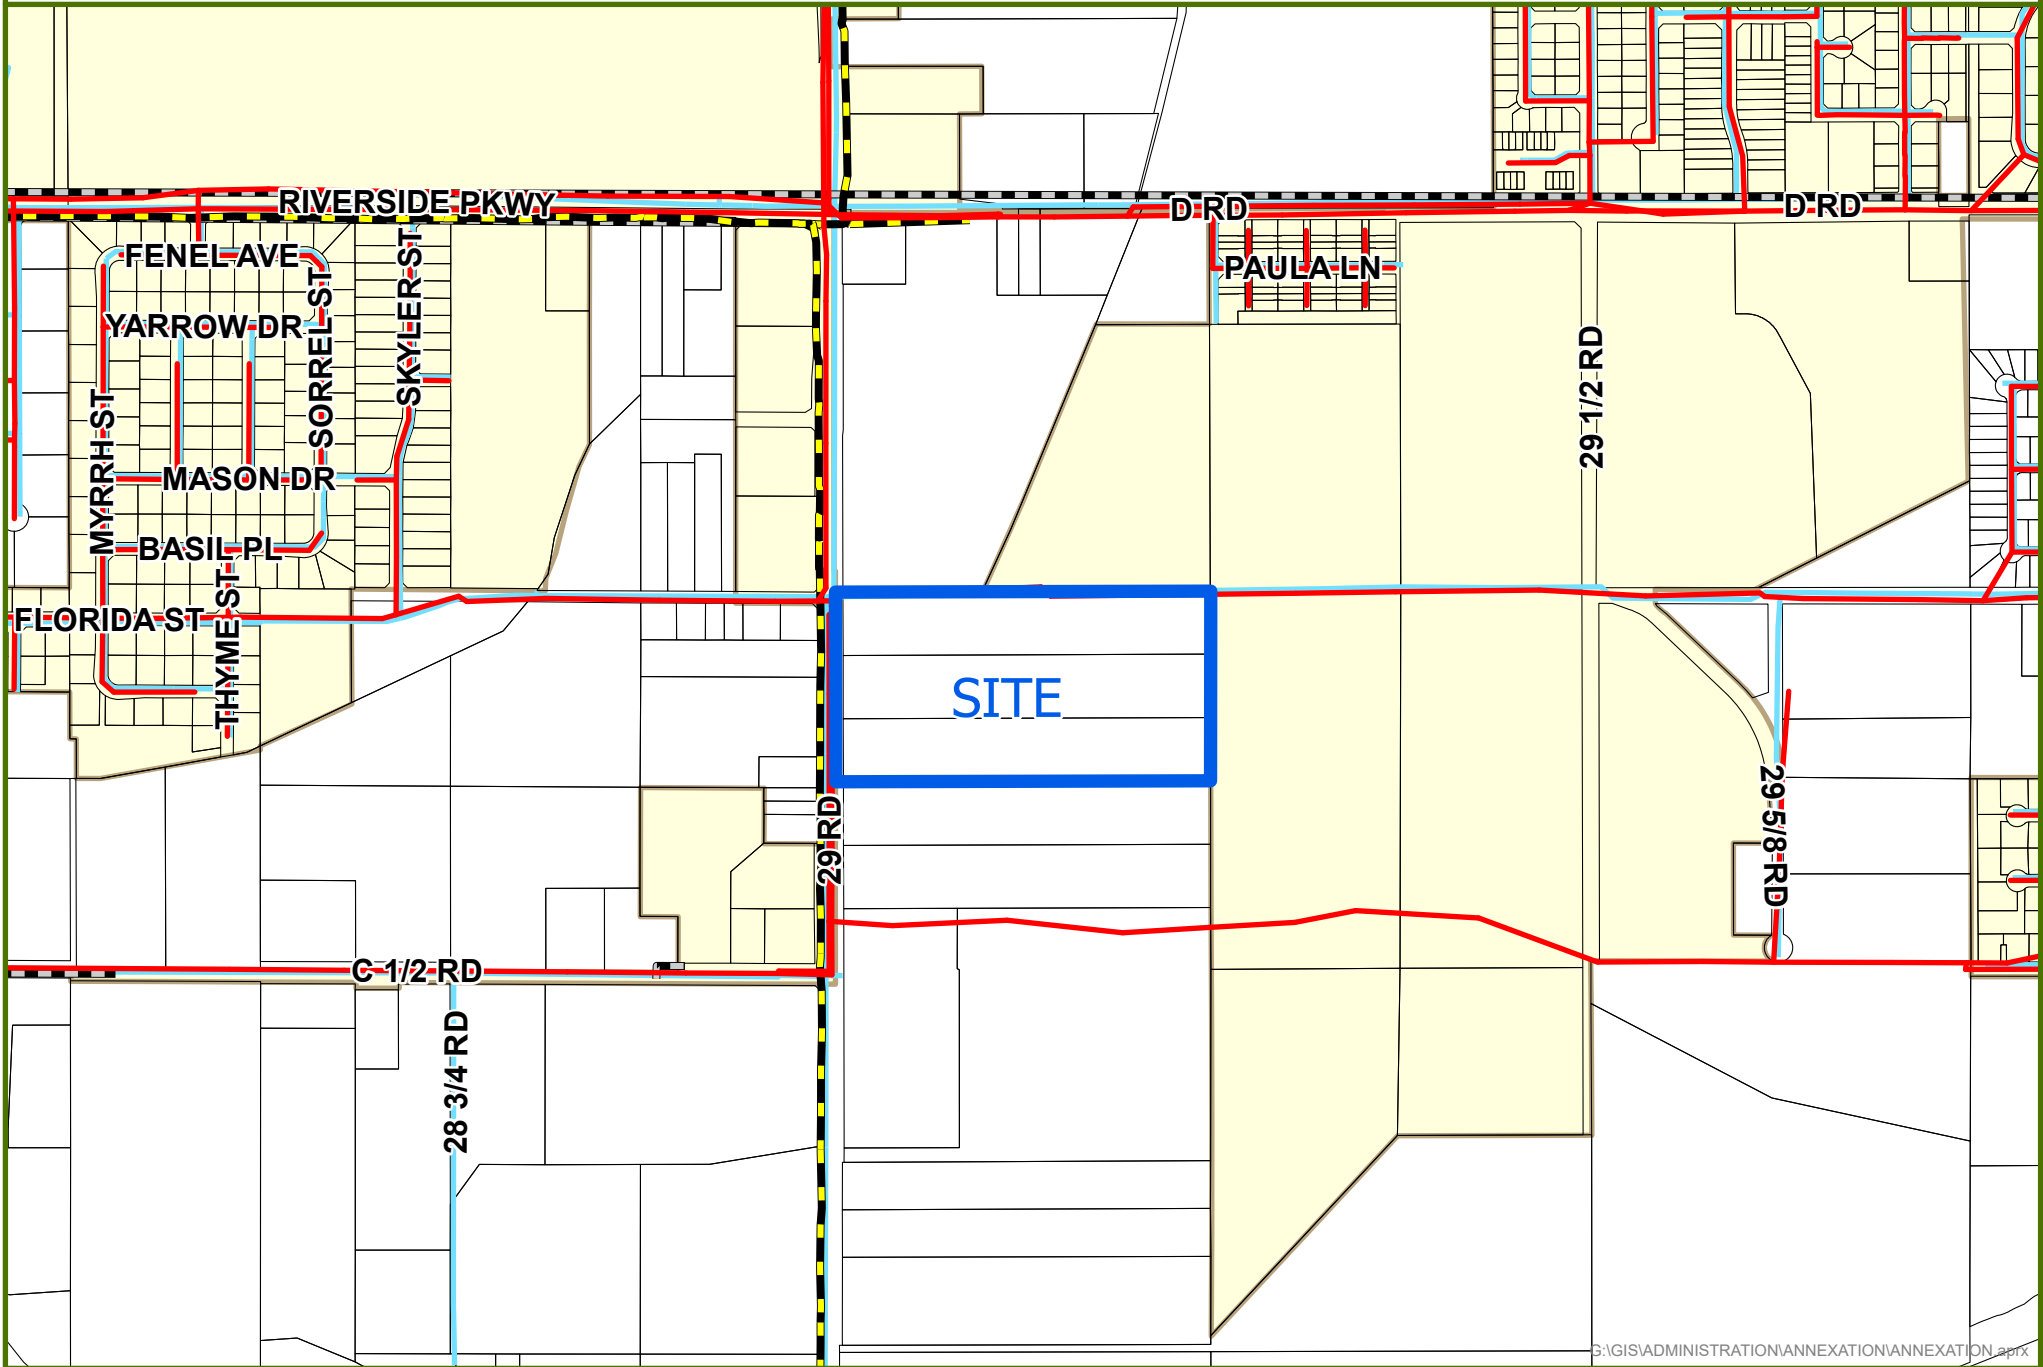 RIVERSIDE PKWY
D RD
D RD
FENEL AVE
SKYLER ST
PAULA LN
SORREL ST
YARROW DR
29 1/2 RD
MYRRH ST
MASON DR
BASIL PL
FLORIDA ST
THYME ST
SITE
29 RD
29 5/8 RD
C 1/2 RD
28 3/4 RD
G:\GIS\ADMINISTRATION\ANNEXATION\ANNEXATION.aprx